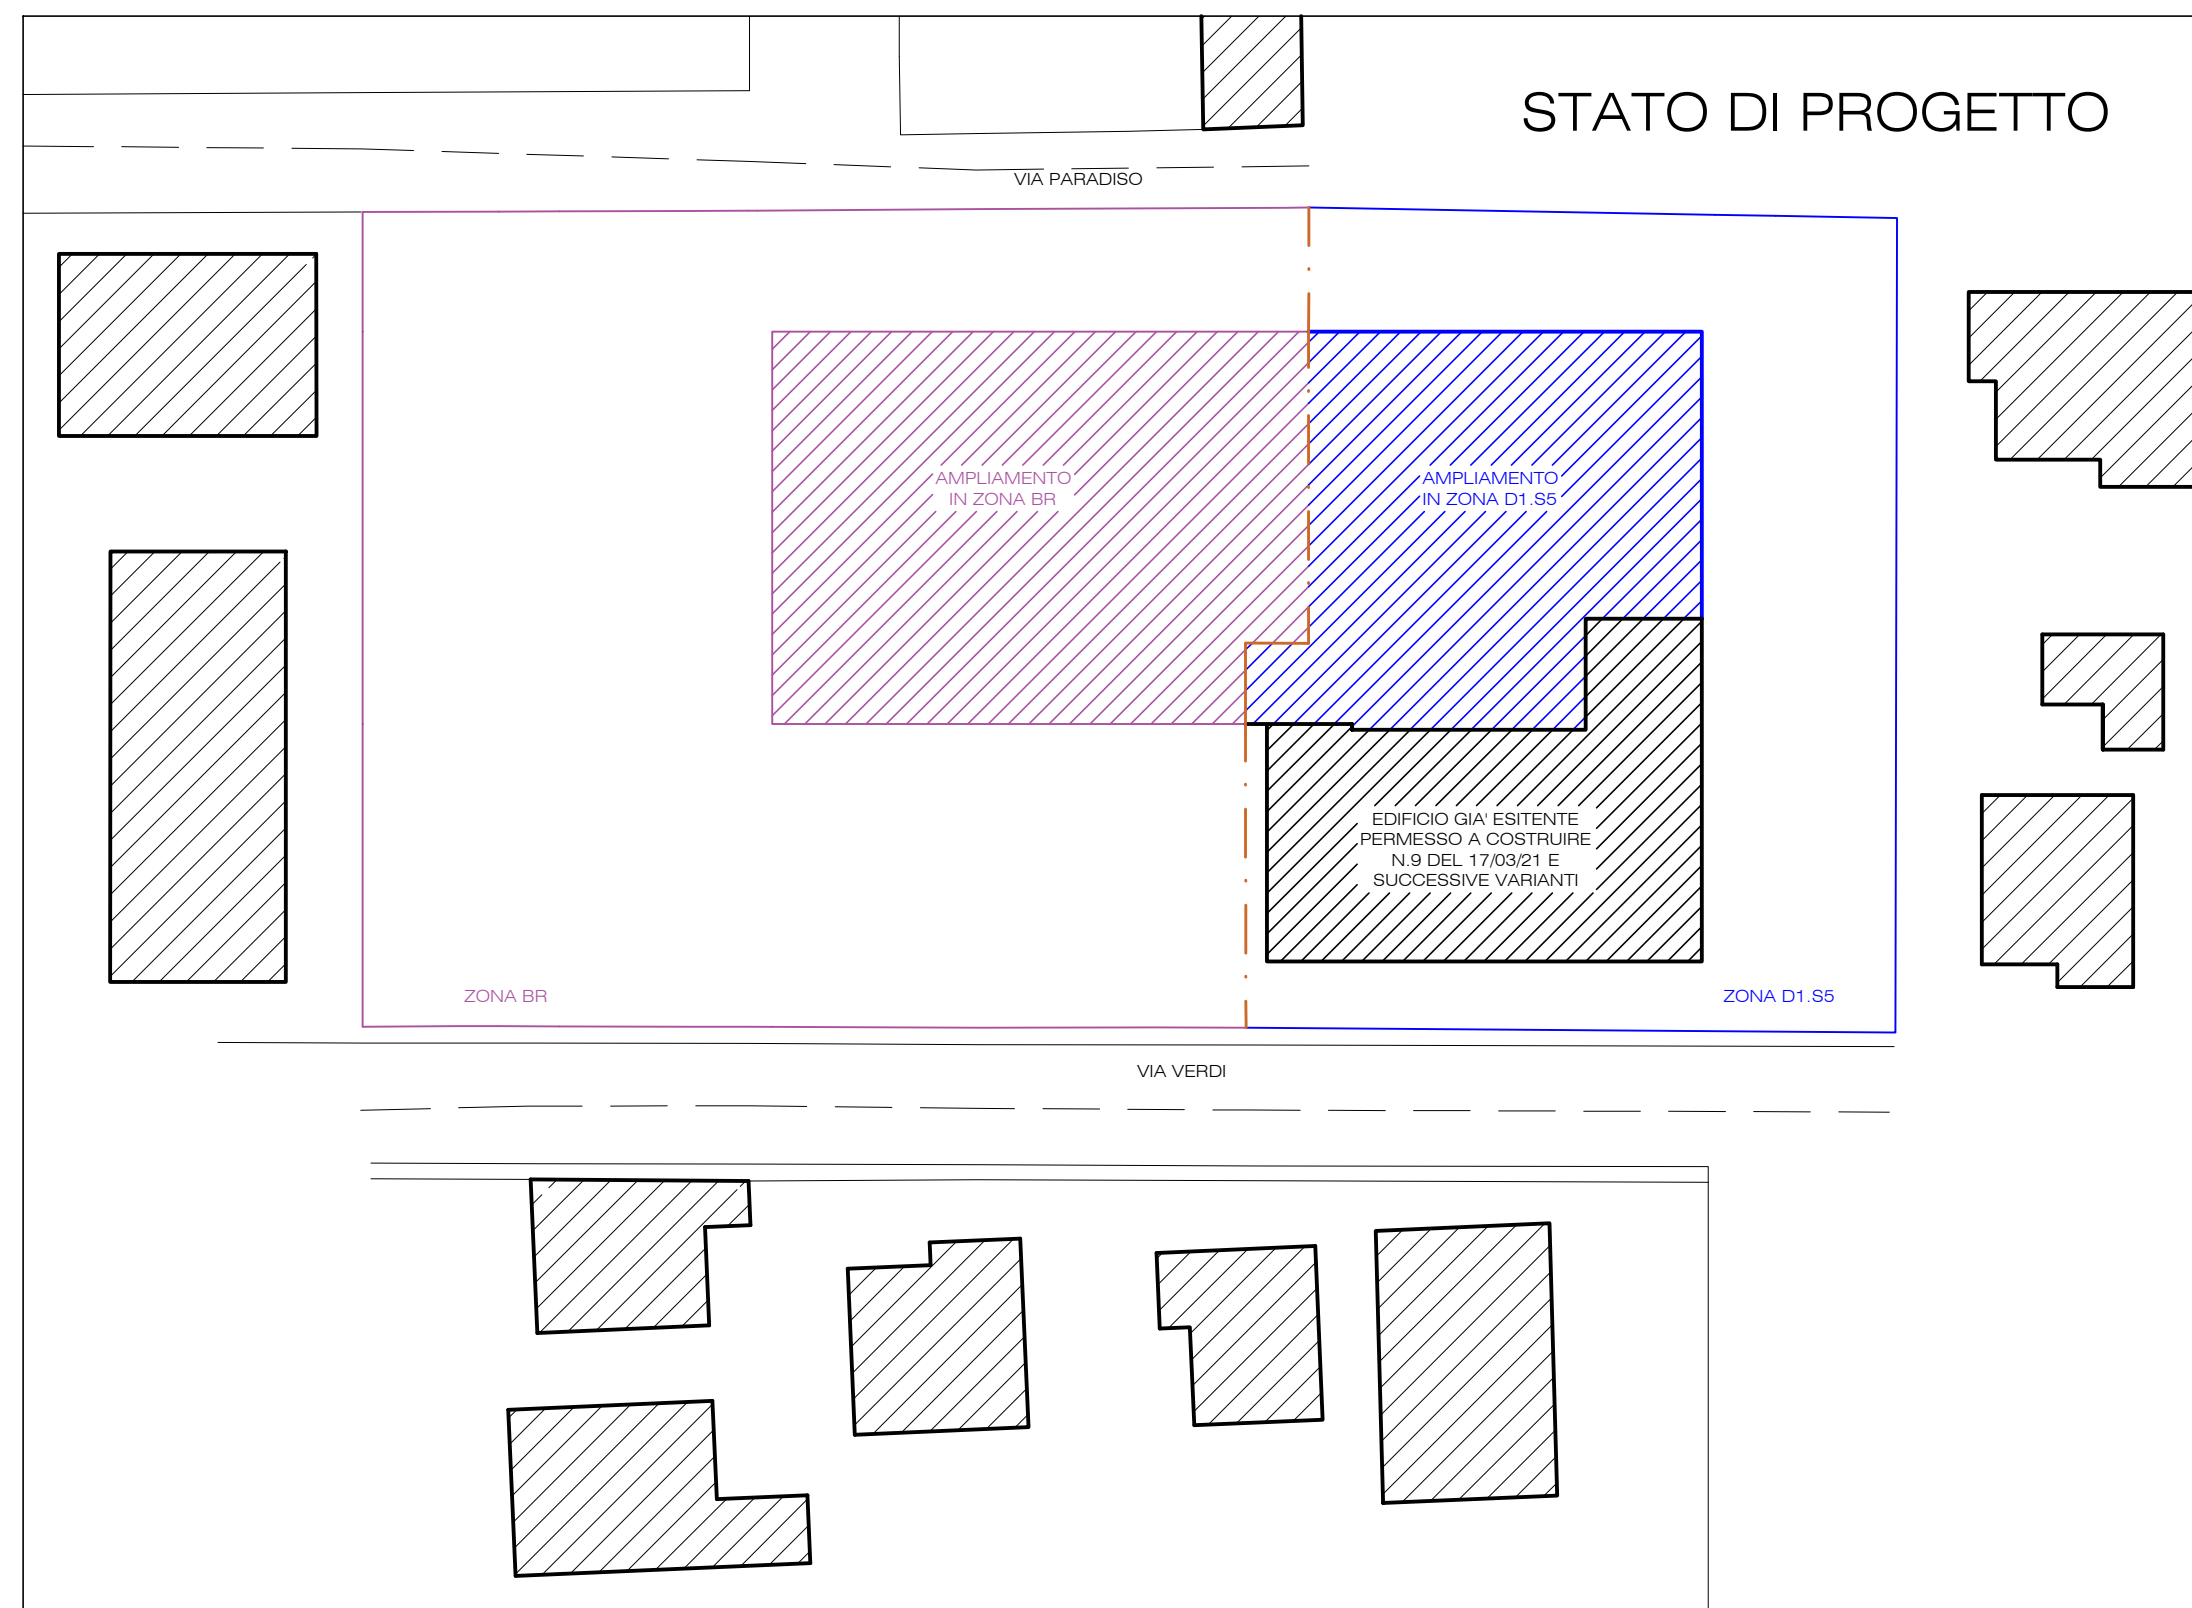 STATO DI PROGETTO
VIA PARADISO
AMPLIAMENTO
IN ZONA BR
AMPLIAMENTO
IN ZONA D1.S5
EDIFICIO GIA' ESITENTE
PERMESSO A COSTRUIRE
N.9 DEL 17/03/21 E
SUCCESSIVE VARIANTI
ZONA BR
ZONA D1.S5
VIA VERDI